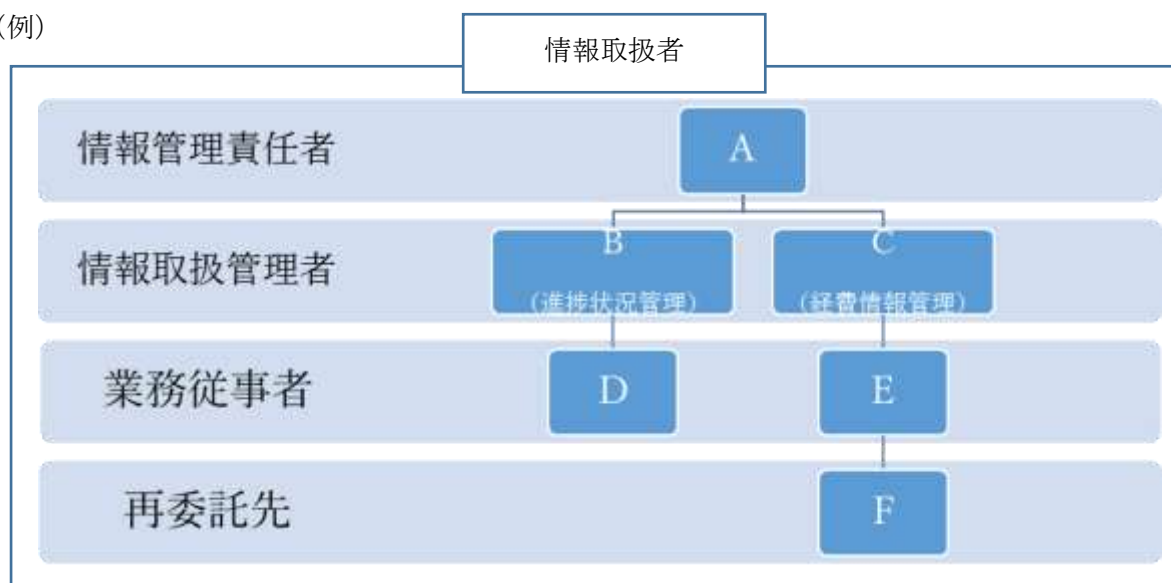 (例)
情報取扱者
情報管理責任者
A
情報取扱管理者
B
(進捗状況管理)
C
(経費情報管理)
業務従事者
D
E
再委託先
F